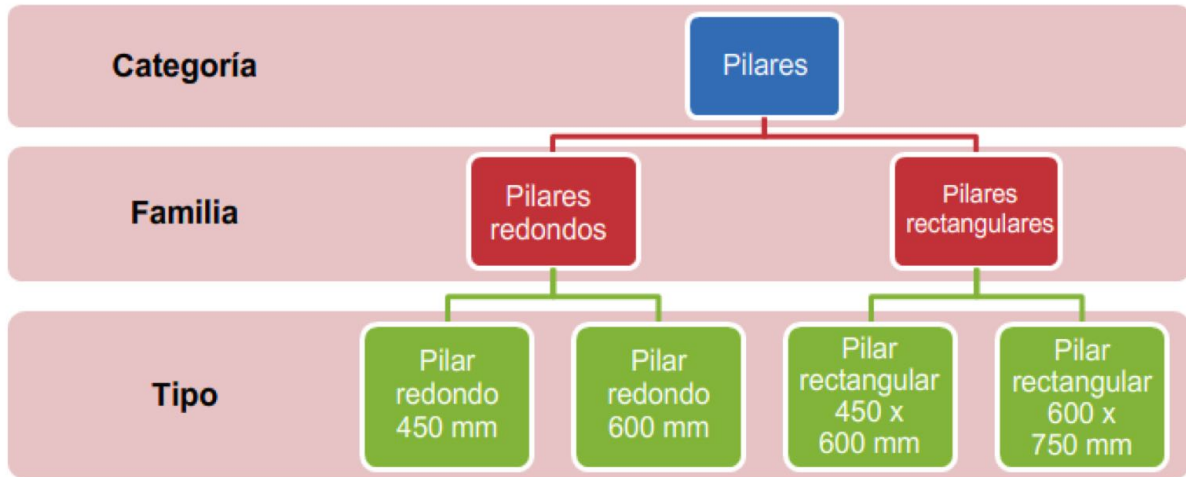 Categoría
Pilares
Familia
Pilares
redondos
Pilares
rectangulares
Tipo
Pilar
redondo
450 mm
Pilar
redondo
600 mm
Pilar
rectangular
450 x
600 mm
Pilar
rectangular
600 x
750 mm